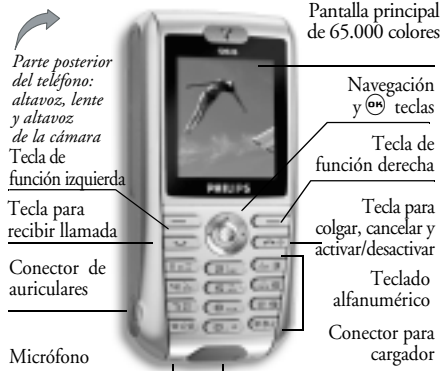 Parte posterior
del teléfono:
altavoz, lente
y altavoz
de la cámara
Tecla de
función izquierda
Tecla para
recibir llamada
Conector de
auriculares
Micrófono
PHILIPS
Pantalla principal
de 65.000 colores
Navegación
y OK teclas
Tecla de
función derecha
Tecla para
colgar, cancelar y
activar/desactivar
Teclado
alfanumérico
Conector para
cargador